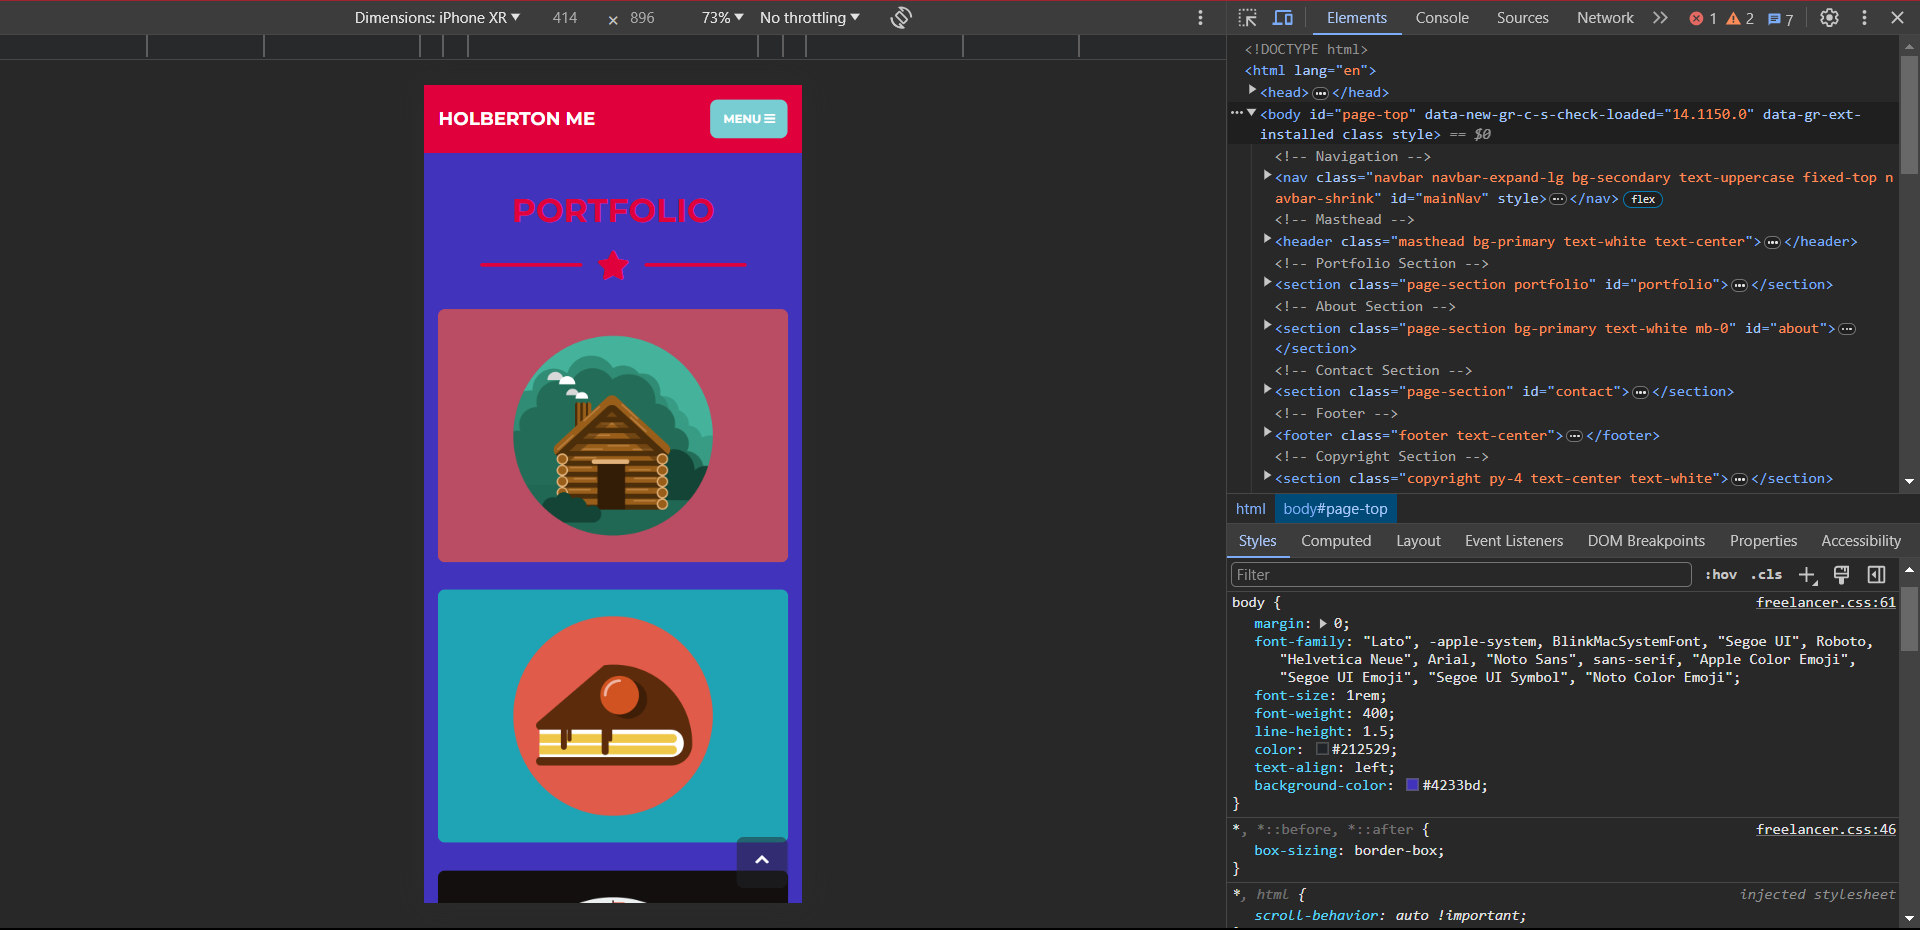 Dimensions: iPhone XR
414 × 896
73%
No throttling
HOLBERTON ME
MENU
PORTFOLIO
Elements Console Sources Network 1 2 7
<!DOCTYPE html>
<html lang="en">
<head> ••• </head>
••• <body id="page-top" data-new-gr-c-s-check-loaded="14.1150.0" data-gr-ext-
installed class style> == $0
<!-- Navigation -->
<nav class="navbar navbar-expand-lg bg-secondary text-uppercase fixed-top n
avbar-shrink" id="mainNav" style> ••• </nav> flex
<!-- Masthead -->
<header class="masthead bg-primary text-white text-center"> ••• </header>
<!-- Portfolio Section -->
<section class="page-section portfolio" id="portfolio"> ••• </section>
<!-- About Section -->
<section class="page-section bg-primary text-white mb-0" id="about"> •••
</section>
<!-- Contact Section -->
<section class="page-section" id="contact"> ••• </section>
<!-- Footer -->
<footer class="footer text-center"> ••• </footer>
<!-- Copyright Section -->
<section class="copyright py-4 text-center text-white"> ••• </section>
html body#page-top
Styles Computed Layout Event Listeners DOM Breakpoints Properties Accessibility
Filter :hov .cls
body { freelancer.css:61
margin: 0;
font-family: "Lato", -apple-system, BlinkMacSystemFont, "Segoe UI", Roboto,
"Helvetica Neue", Arial, "Noto Sans", sans-serif, "Apple Color Emoji",
"Segoe UI Emoji", "Segoe UI Symbol", "Noto Color Emoji";
font-size: 1rem;
font-weight: 400;
line-height: 1.5;
color: #212529;
text-align: left;
background-color: #4233bd;
}
*, *::before, *::after { freelancer.css:46
box-sizing: border-box;
}
*, html { injected stylesheet
scroll-behavior: auto !important;